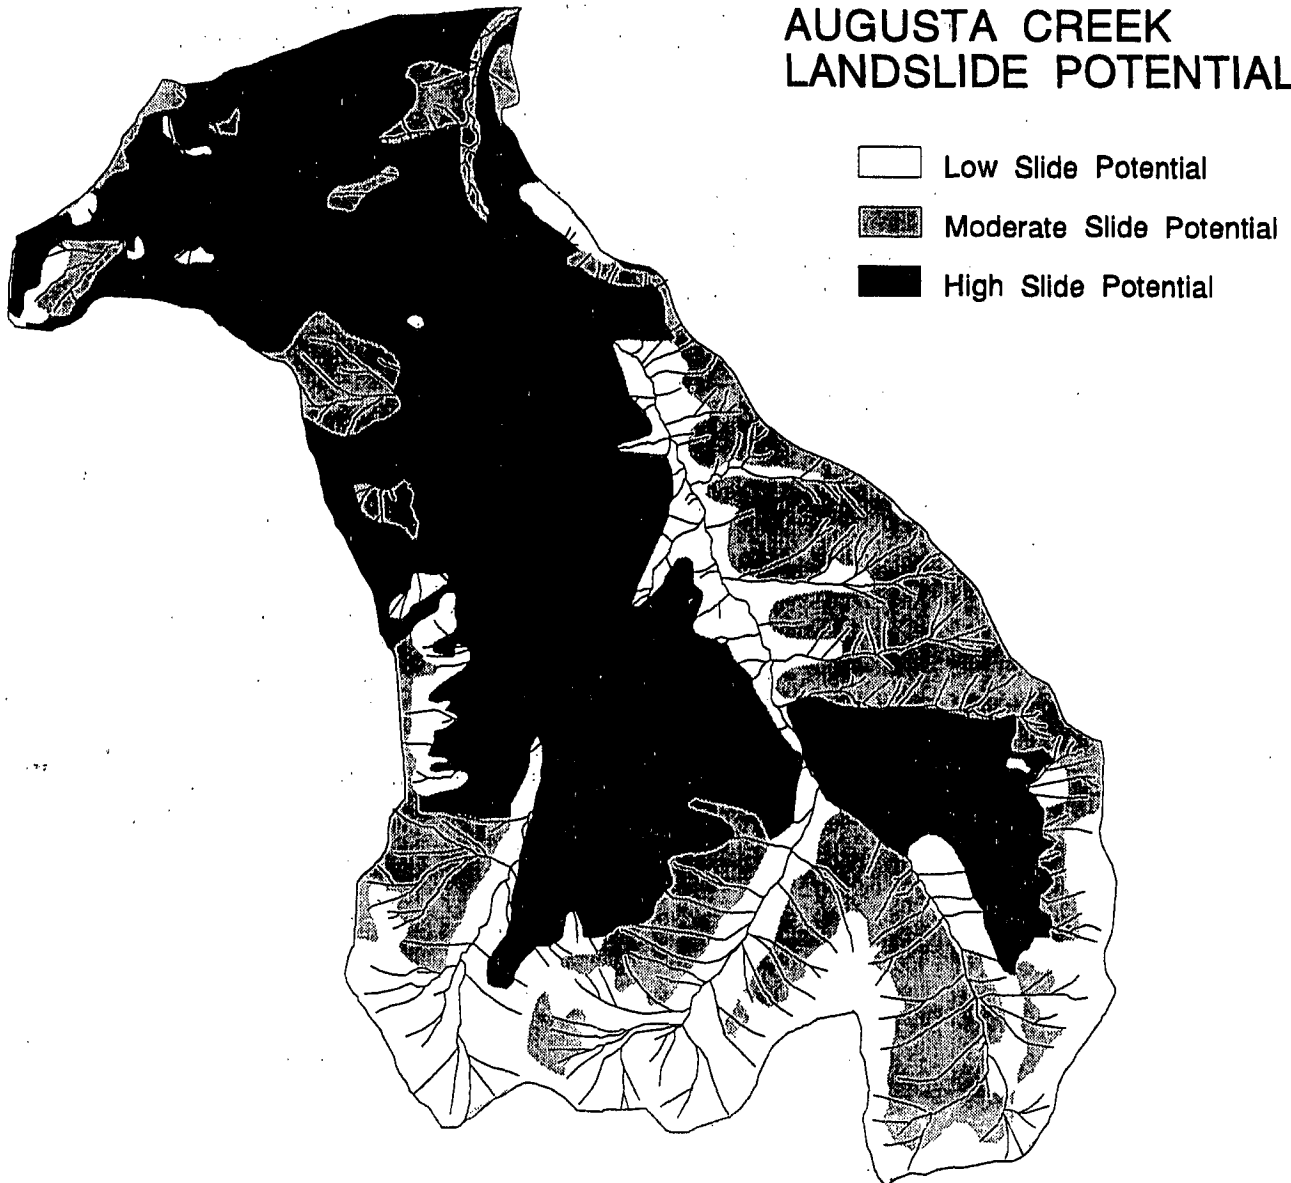 AUGUSTA CREEK
LANDSLIDE POTENTIAL
Low Slide Potential
Moderate Slide Potential
High Slide Potential